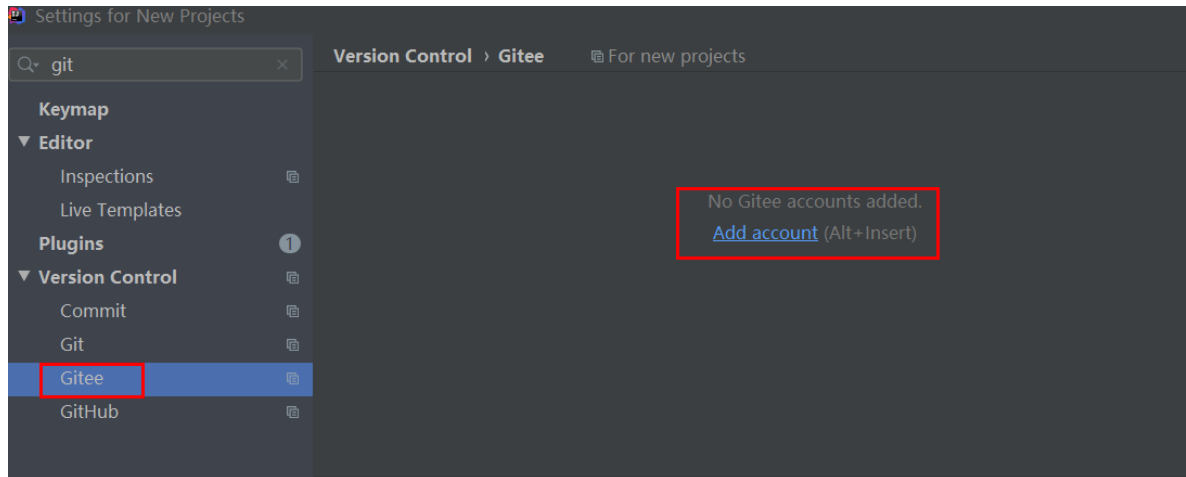 Settings for New Projects
git
Keymap
Editor
Inspections
Live Templates
Plugins
1
Version Control
Commit
Git
Gitee
GitHub
Version Control › Gitee For new projects
No Gitee accounts added.
Add account (Alt+Insert)